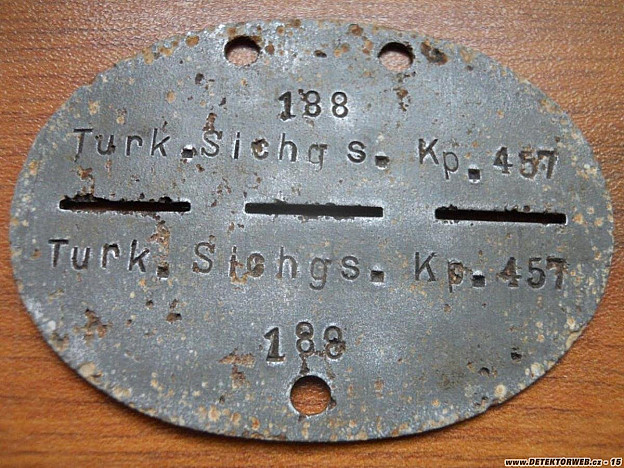 188
Turk. Sichgs. Kp. 457
Turk. Sichgs. Kp. 457
188
www.DETEKTORWEB.cz - 15